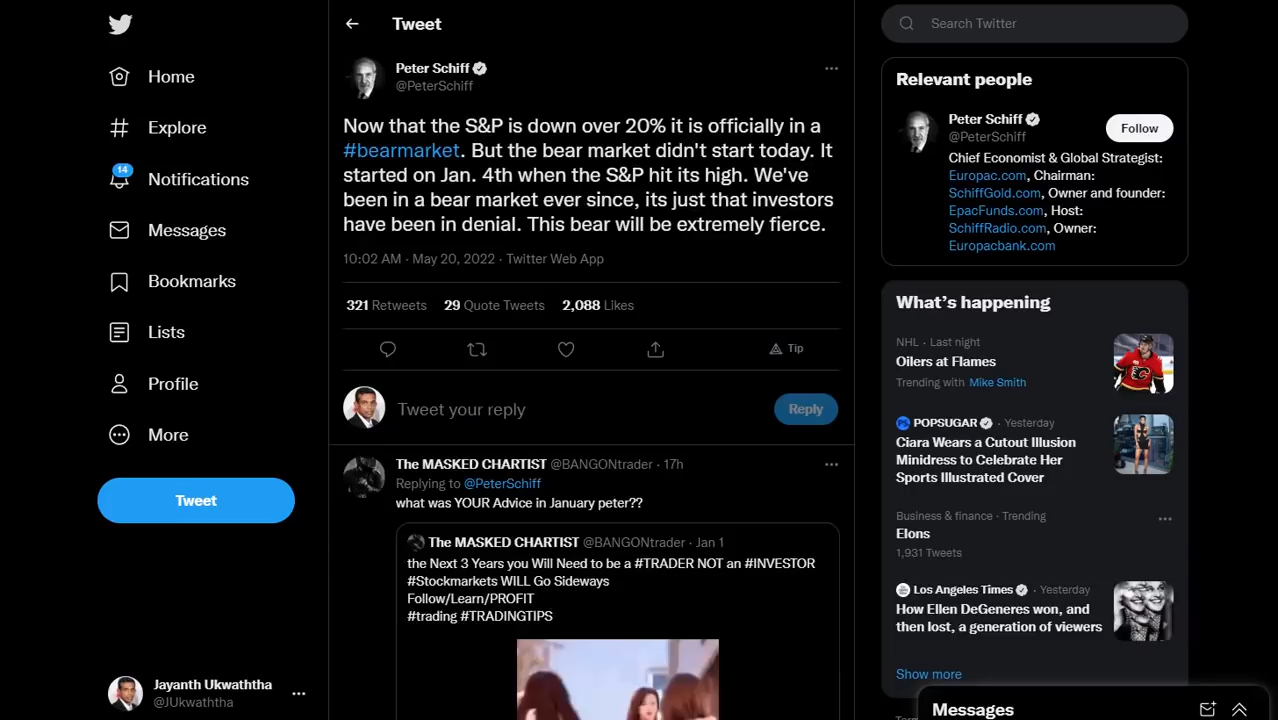 Home
Explore
14
Notifications
Messages
Bookmarks
Lists
Profile
More
Tweet
Jayanth Ukwaththa
@JUkwaththa
Tweet
Peter Schiff
@PeterSchiff
Now that the S&P is down over 20% it is officially in a
#bearmarket. But the bear market didn't start today. It
started on Jan. 4th when the S&P hit its high. We've
been in a bear market ever since, its just that investors
have been in denial. This bear will be extremely fierce.
10:02 AM · May 20, 2022 · Twitter Web App
321 Retweets 29 Quote Tweets 2,088 Likes
Tip
Tweet your reply
Reply
The MASKED CHARTIST @BANGONtrader · 17h
Replying to @PeterSchiff
what was YOUR Advice in January peter??
The MASKED CHARTIST @BANGONtrader · Jan 1
the Next 3 Years you Will Need to be a #TRADER NOT an #INVESTOR
#Stockmarkets WILL Go Sideways
Follow/Learn/PROFIT
#trading #TRADINGTIPS
Search Twitter
Relevant people
Peter Schiff
@PeterSchiff
Follow
Chief Economist & Global Strategist:
Europac.com, Chairman:
SchiffGold.com, Owner and founder:
EpacFunds.com, Host:
SchiffRadio.com, Owner:
Europacbank.com
What's happening
NHL · Last night
Oilers at Flames
Trending with Mike Smith
POPSUGAR · Yesterday
Ciara Wears a Cutout Illusion
Minidress to Celebrate Her
Sports Illustrated Cover
Business & finance · Trending
Elons
1,931 Tweets
Los Angeles Times · Yesterday
How Ellen DeGeneres won, and
then lost, a generation of viewers
Show more
Messages